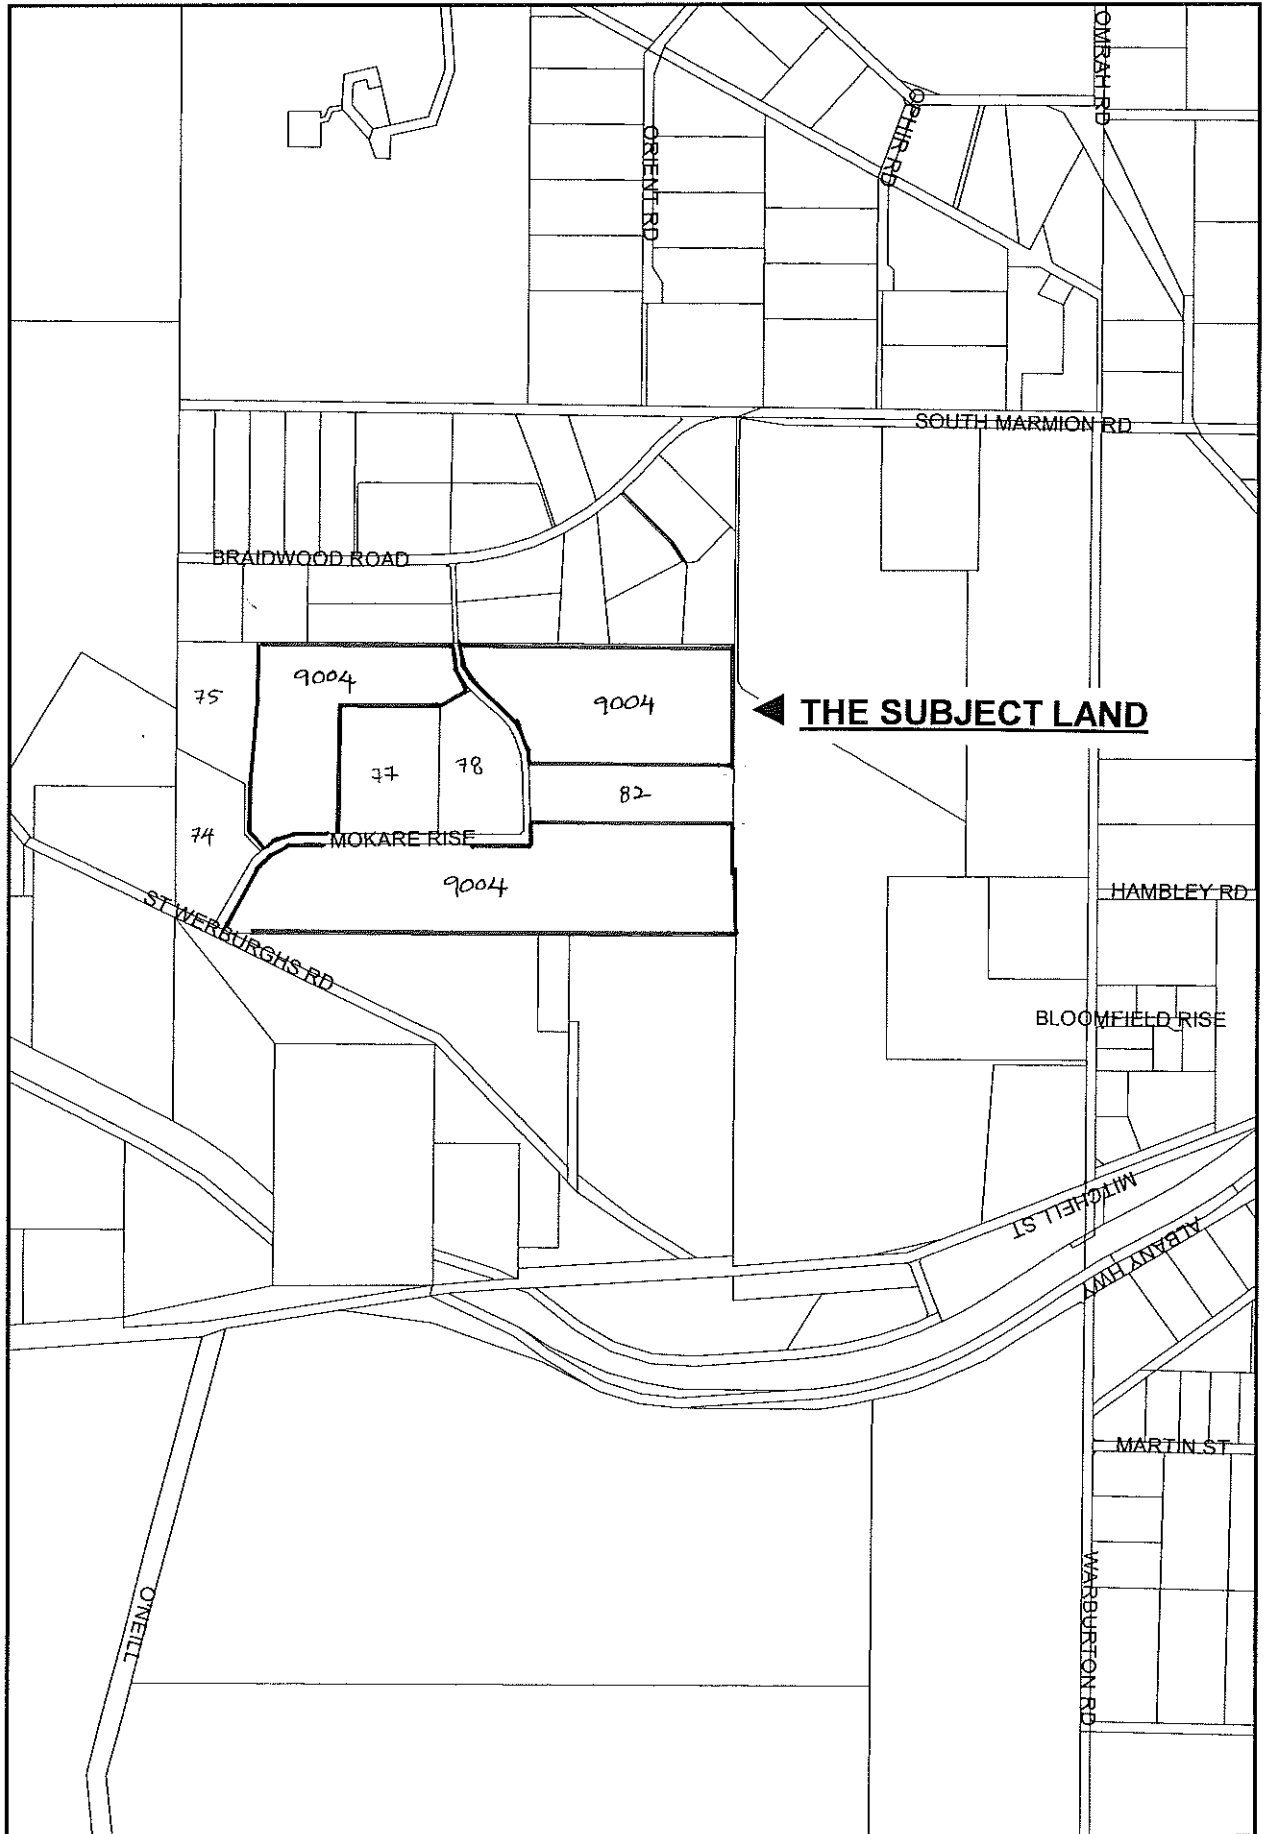 OMRAH RD
OPHIR RD
ORIENT RD
SOUTH MARMION RD
BRAIDWOOD ROAD
9004
75
9004
THE SUBJECT LAND
77
78
82
74
MOKARE RISE
9004
HAMBLEY RD
ST WERBURGHS RD
BLOOMFIELD RISE
MITCHELL ST
ALBANY HWY
MARTIN ST
O'NEILL
WARBURTON RD